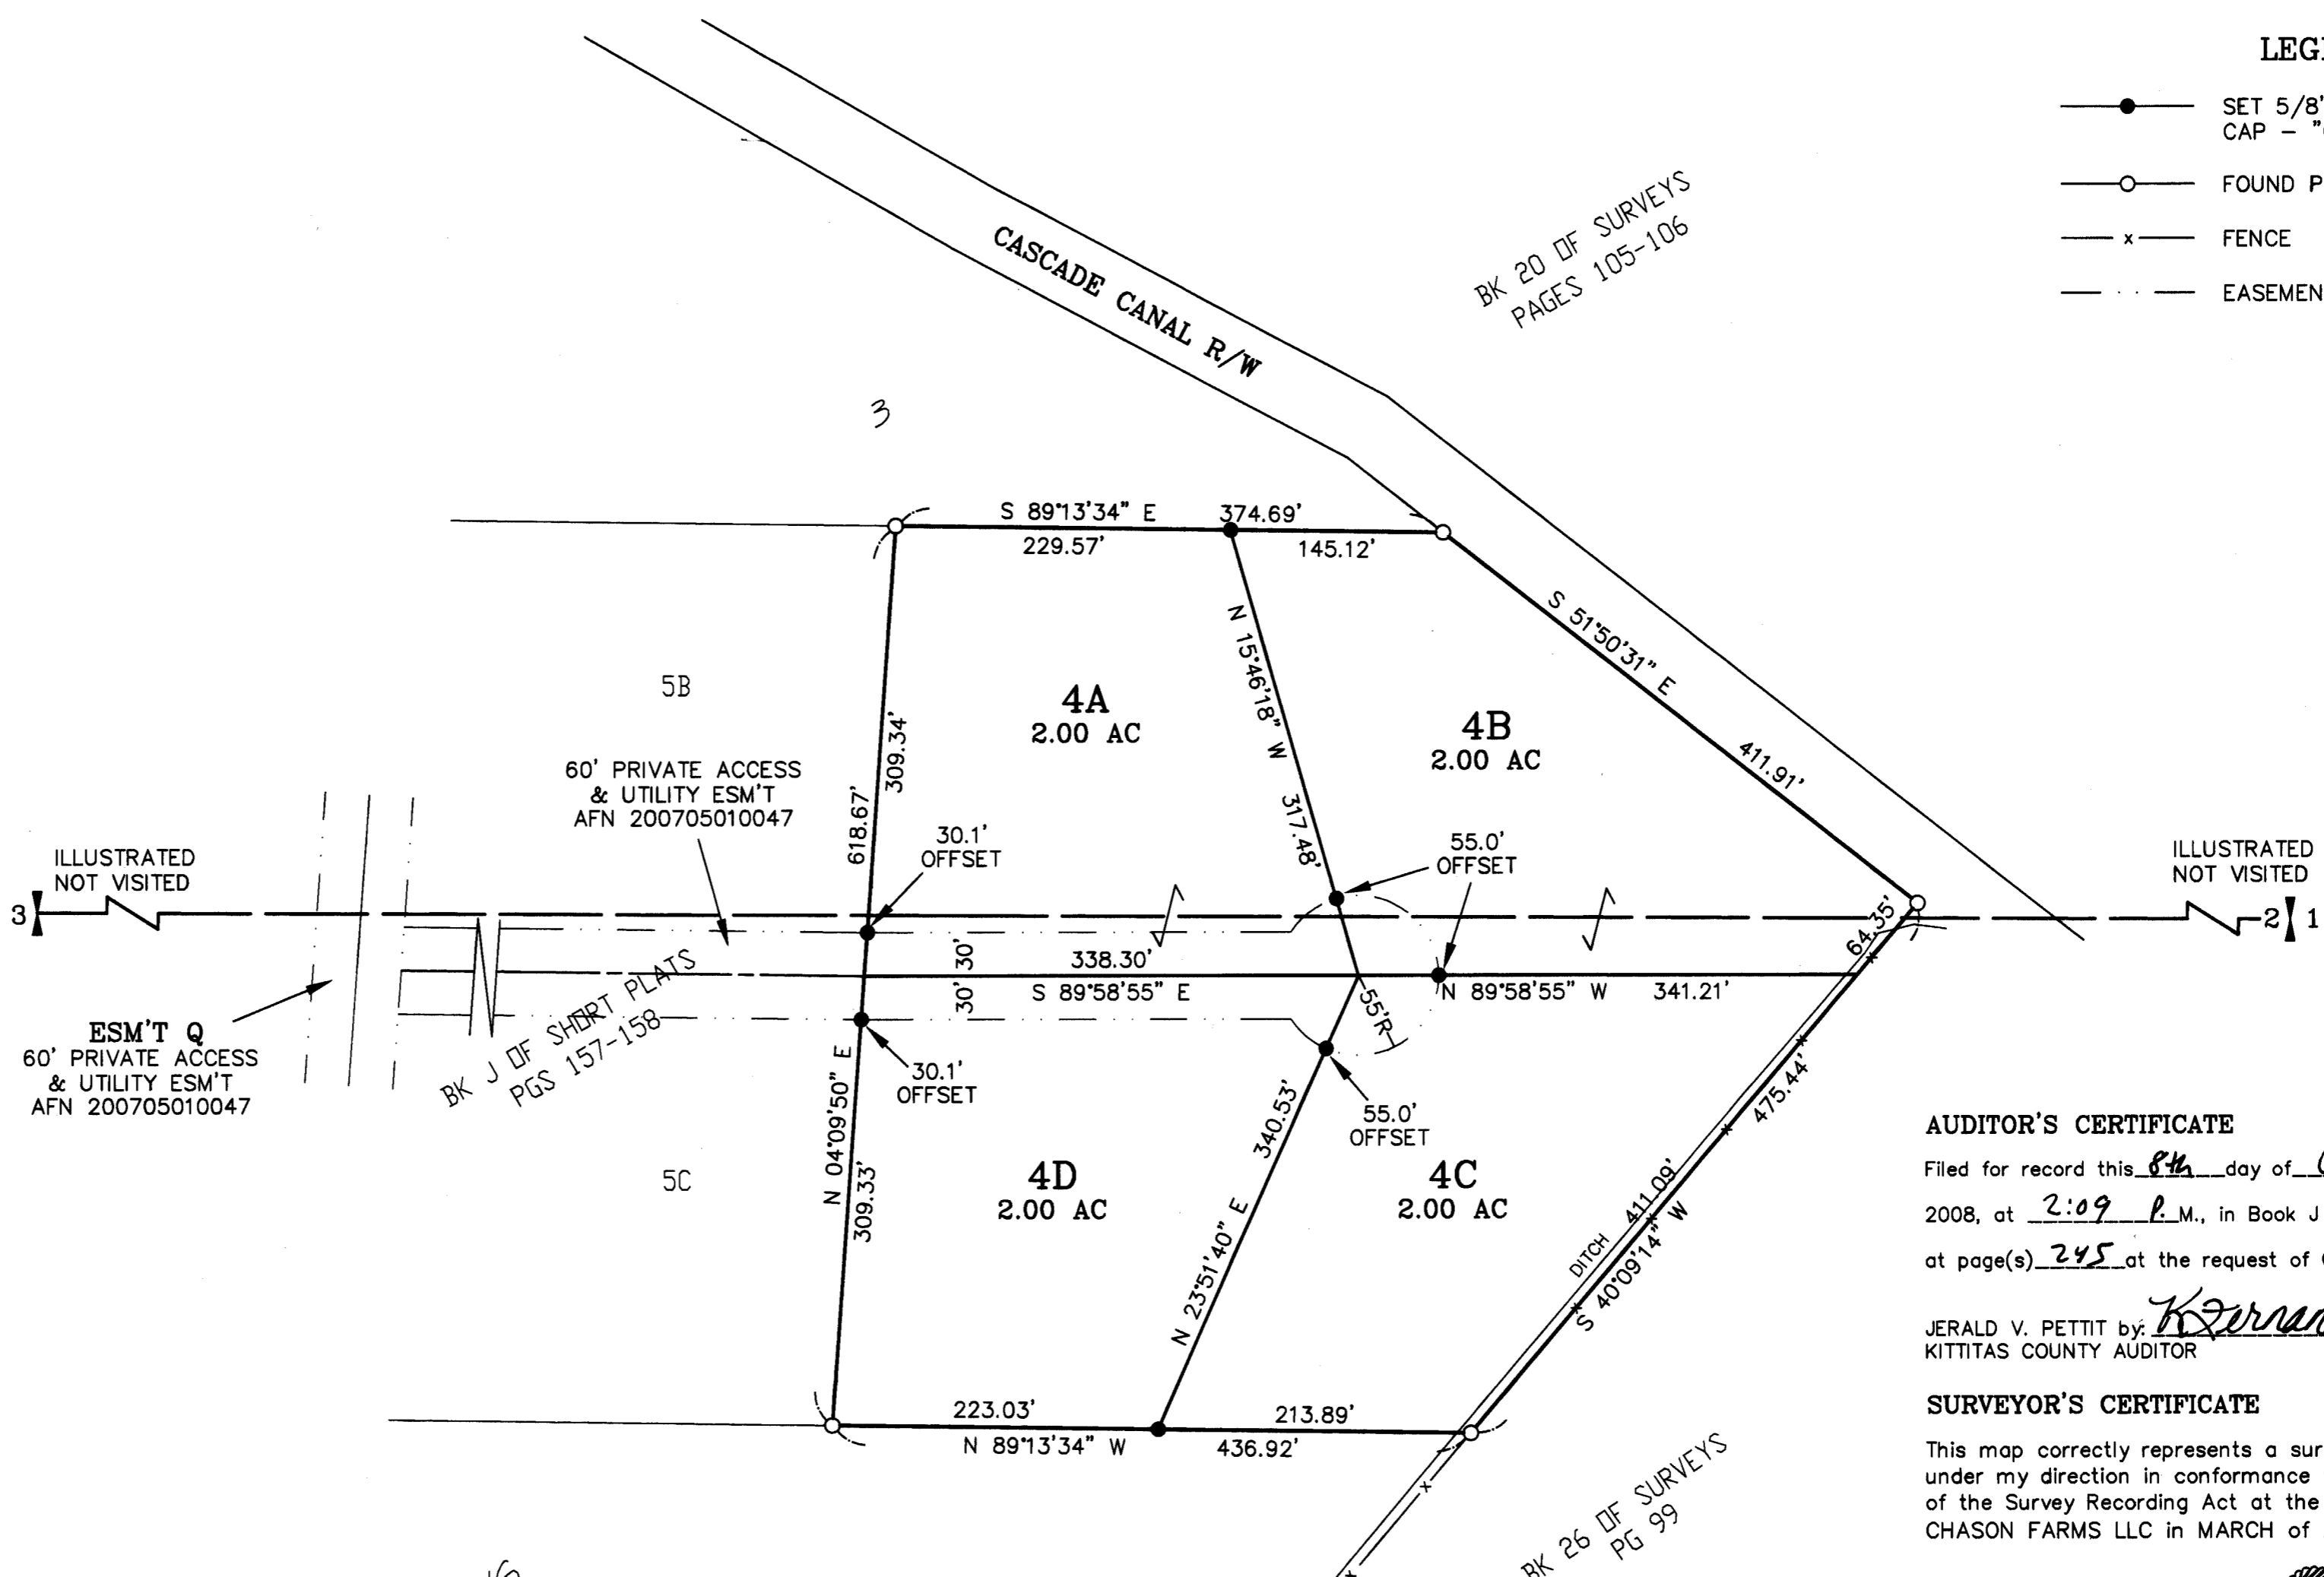 LEG
SET 5/8"
CAP – "
FOUND P
FENCE
EASEMEN
BK 20 OF SURVEYS
PAGES 105-106
CASCADE CANAL R/W
3
S 89°13'34" E
374.69'
229.57'
145.12'
S 51°50'31" E
411.91'
N 15°46'18" W
317.48'
5B
4A
2.00 AC
4B
2.00 AC
309.34'
618.67'
60' PRIVATE ACCESS
& UTILITY ESM'T
AFN 200705010047
30.1'
OFFSET
55.0'
OFFSET
ILLUSTRATED
NOT VISITED
ILLUSTRATED
NOT VISITED
3
2 1
64.35'
30'
30'
338.30'
S 89°58'55" E
N 89°58'55" W
341.21'
55'R
BK J OF SHORT PLATS
PGS 157-158
ESM'T Q
60' PRIVATE ACCESS
& UTILITY ESM'T
AFN 200705010047
30.1'
OFFSET
55.0'
OFFSET
475.44'
N 04°09'50" E
309.33'
340.53'
N 23°51'40" E
5C
4D
2.00 AC
4C
2.00 AC
DITCH
411.09'
S 40°09'14" W
223.03'
213.89'
N 89°13'34" W
436.92'
BK 26 OF SURVEYS
PG 99
AUDITOR'S CERTIFICATE
Filed for record this 8th day of
2008, at 2:09 P.M., in Book J
at page(s) 245 at the request of
JERALD V. PETTIT by: K Fernan
KITTITAS COUNTY AUDITOR
SURVEYOR'S CERTIFICATE
This map correctly represents a sur
under my direction in conformance
of the Survey Recording Act at the
CHASON FARMS LLC in MARCH of